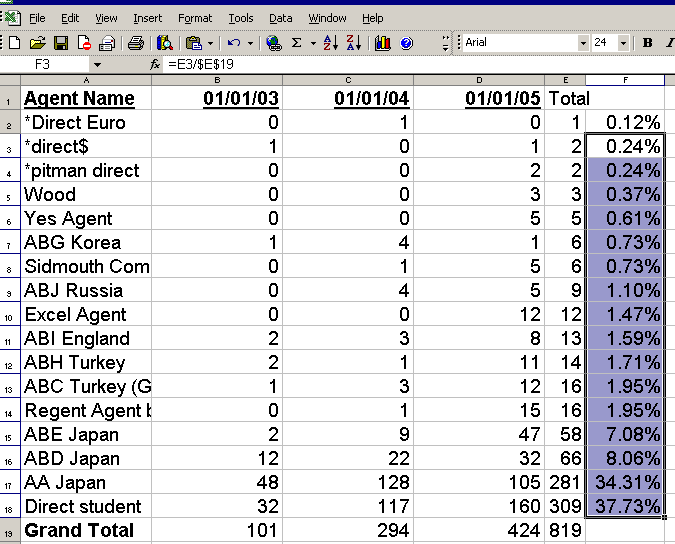 File Edit View Insert Format Tools Data Window Help
Σ A Z Z A ? Arial 24 B I
F3 fx =E3/$E$19
A B C D E F
1 Agent Name 01/01/03 01/01/04 01/01/05 Total
2 *Direct Euro 0 1 0 1 0.12%
3 *direct$ 1 0 1 2 0.24%
4 *pitman direct 0 0 2 2 0.24%
5 Wood 0 0 3 3 0.37%
6 Yes Agent 0 0 5 5 0.61%
7 ABG Korea 1 4 1 6 0.73%
8 Sidmouth Com 0 1 5 6 0.73%
9 ABJ Russia 0 4 5 9 1.10%
10 Excel Agent 0 0 12 12 1.47%
11 ABI England 2 3 8 13 1.59%
12 ABH Turkey 2 1 11 14 1.71%
13 ABC Turkey (G 1 3 12 16 1.95%
14 Regent Agent b 0 1 15 16 1.95%
15 ABE Japan 2 9 47 58 7.08%
16 ABD Japan 12 22 32 66 8.06%
17 AA Japan 48 128 105 281 34.31%
18 Direct student 32 117 160 309 37.73%
19 Grand Total 101 294 424 819